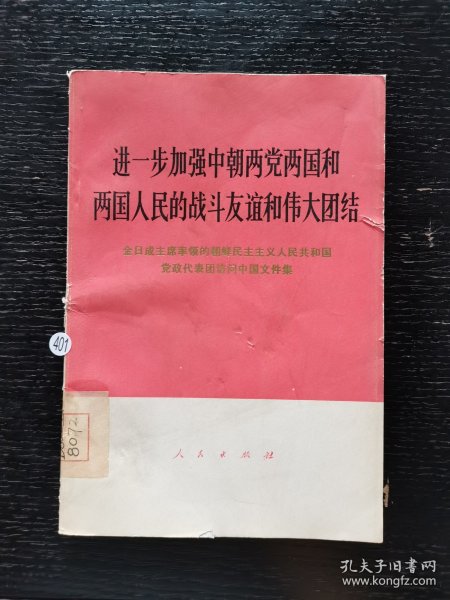 进一步加强中朝两党两国和
两国人民的战斗友谊和伟大团结
金日成主席率领的朝鲜民主主义人民共和国
党政代表团访问中国文件集
401
8072
人民出版社
孔夫子旧书网
www.kongfz.com